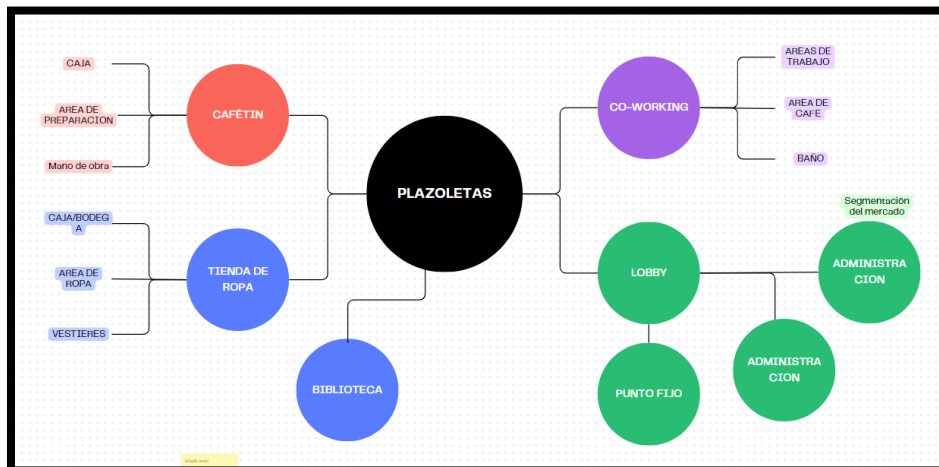 CAJA
AREA DE
PREPARACION
Mano de obra
CAFÉTIN
CAJA/BODEG
A
AREA DE
ROPA
VESTIERES
TIENDA DE
ROPA
PLAZOLETAS
BIBLIOTECA
CO-WORKING
AREAS DE
TRABAJO
AREA DE
CAFE
BAÑO
LOBBY
Segmentación
del mercado
ADMINISTRA
CION
ADMINISTRA
CION
PUNTO FIJO
Añadir texto